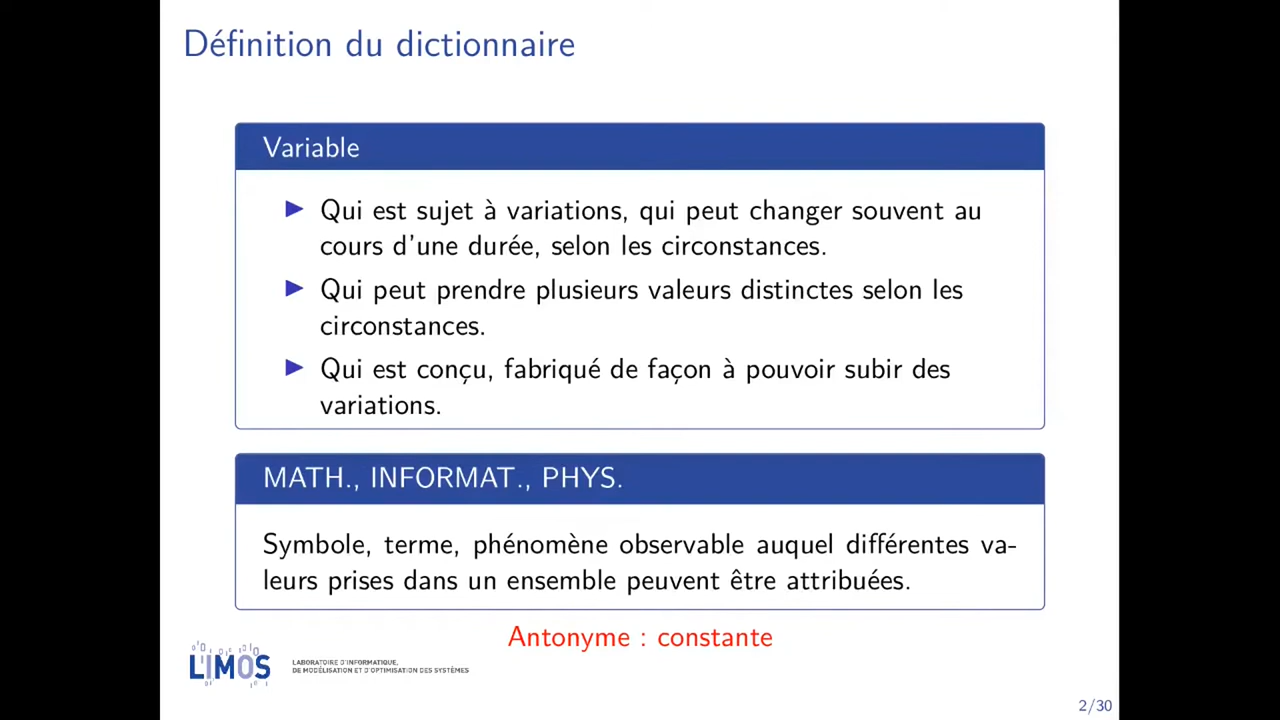 Définition du dictionnaire
Variable
Qui est sujet à variations, qui peut changer souvent au
cours d'une durée, selon les circonstances.
Qui peut prendre plusieurs valeurs distinctes selon les
circonstances.
Qui est conçu, fabriqué de façon à pouvoir subir des
variations.
MATH., INFORMAT., PHYS.
Symbole, terme, phénomène observable auquel différentes va-
leurs prises dans un ensemble peuvent être attribuées.
Antonyme : constante
LIMOS
LABORATOIRE D'INFORMATIQUE,
DE MODÉLISATION ET D'OPTIMISATION DES SYSTÈMES
2/30